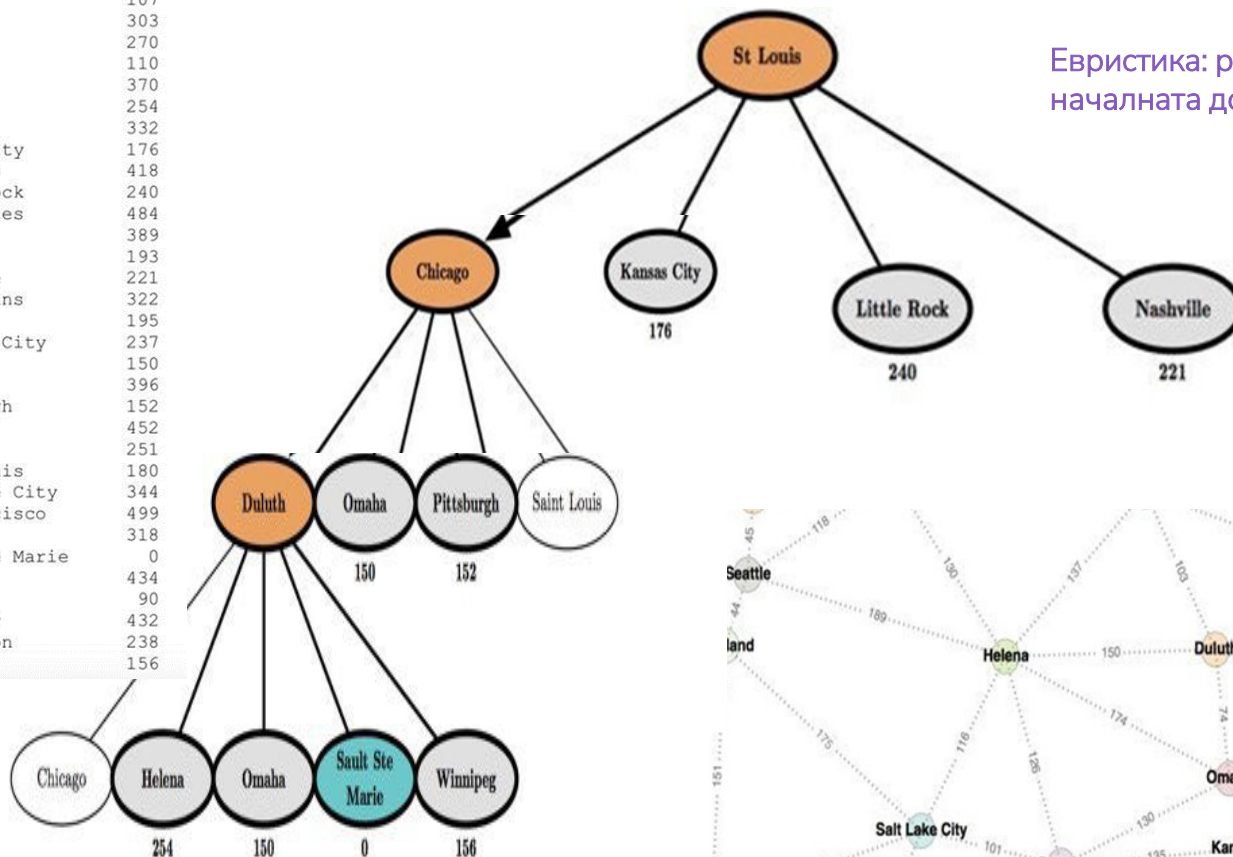 303
270
110
370
254
332
ty 176
418
ck 240
es 484
389
193
221
ns 322
195
City 237
150
396
h 152
452
251
is 180
City 344
isco 499
318
Marie 0
434
90
432
n 238
156
St Louis
Евристика: р
началната до
Chicago
Kansas City
176
Little Rock
240
Nashville
221
Duluth
Omaha
150
Pittsburgh
152
Saint Louis
Chicago
Helena
254
Omaha
150
Sault Ste
Marie
0
Winnipeg
156
118
45
Seattle
130
137
103
44
189
land
Helena
150
Duluth
174
74
175
116
126
151
Oma
130
Salt Lake City
101
135
Kan